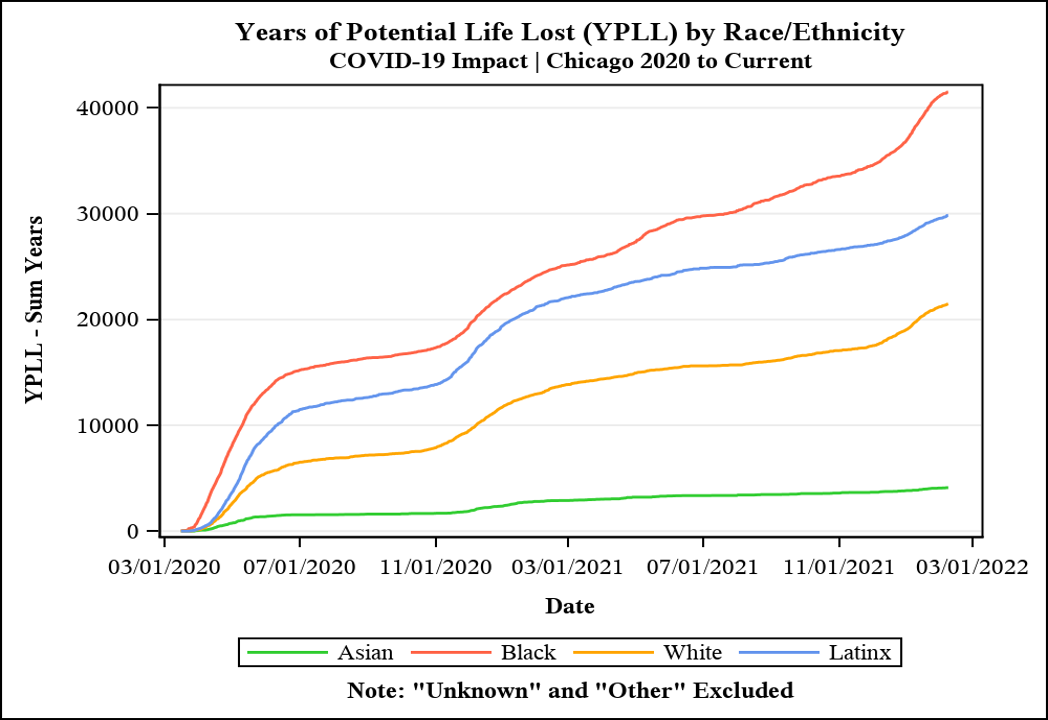 Years of Potential Life Lost (YPLL) by Race/Ethnicity
COVID-19 Impact | Chicago 2020 to Current
YPLL - Sum Years
40000
30000
20000
10000
0
03/01/2020 07/01/2020 11/01/2020 03/01/2021 07/01/2021 11/01/2021 03/01/2022
Date
Asian Black White Latinx
Note: "Unknown" and "Other" Excluded